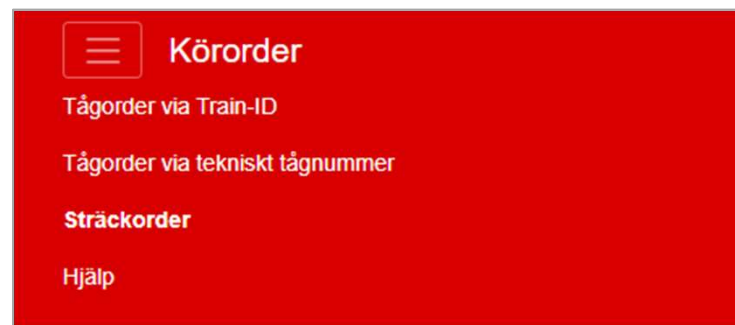 Körorder
Tågorder via Train-ID
Tågorder via tekniskt tågnummer
Sträckorder
Hjälp